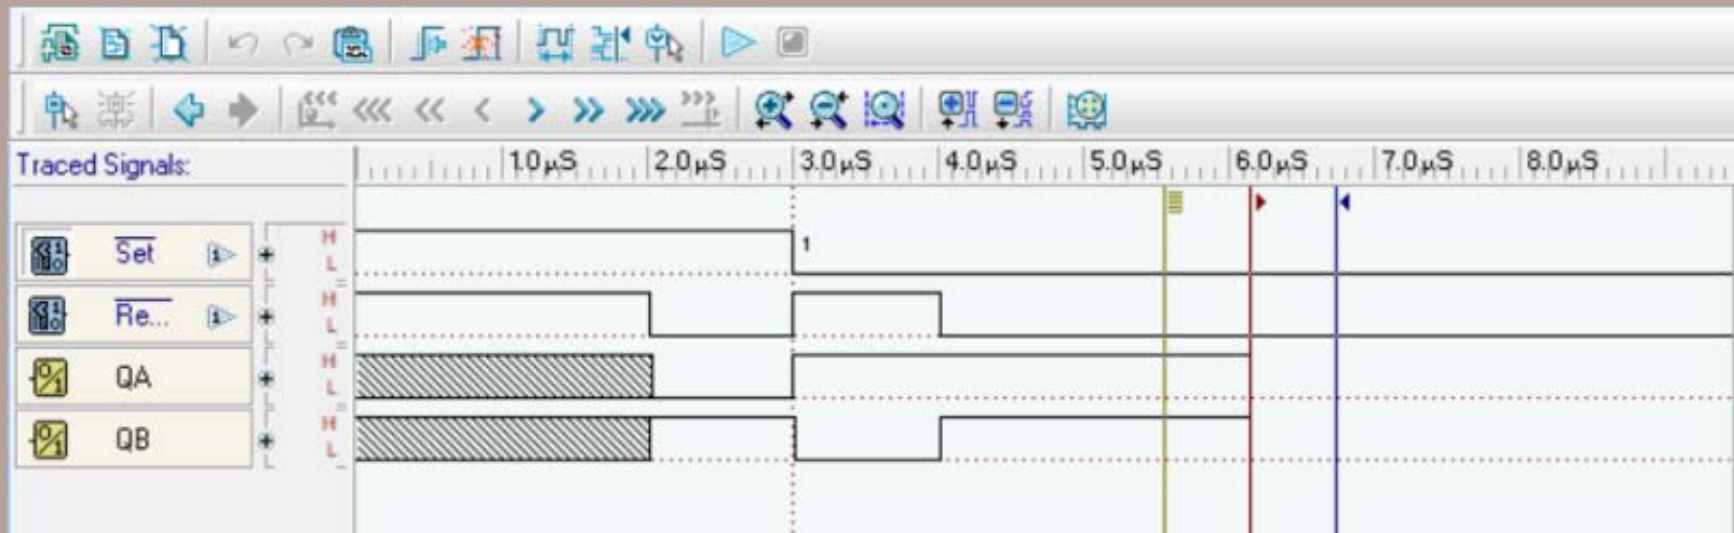 Traced Signals: 1.0µS 2.0µS 3.0µS 4.0µS 5.0µS 6.0µS 7.0µS 8.0µS
Set H
L
1
Re... H
L
QA H
L
QB H
L